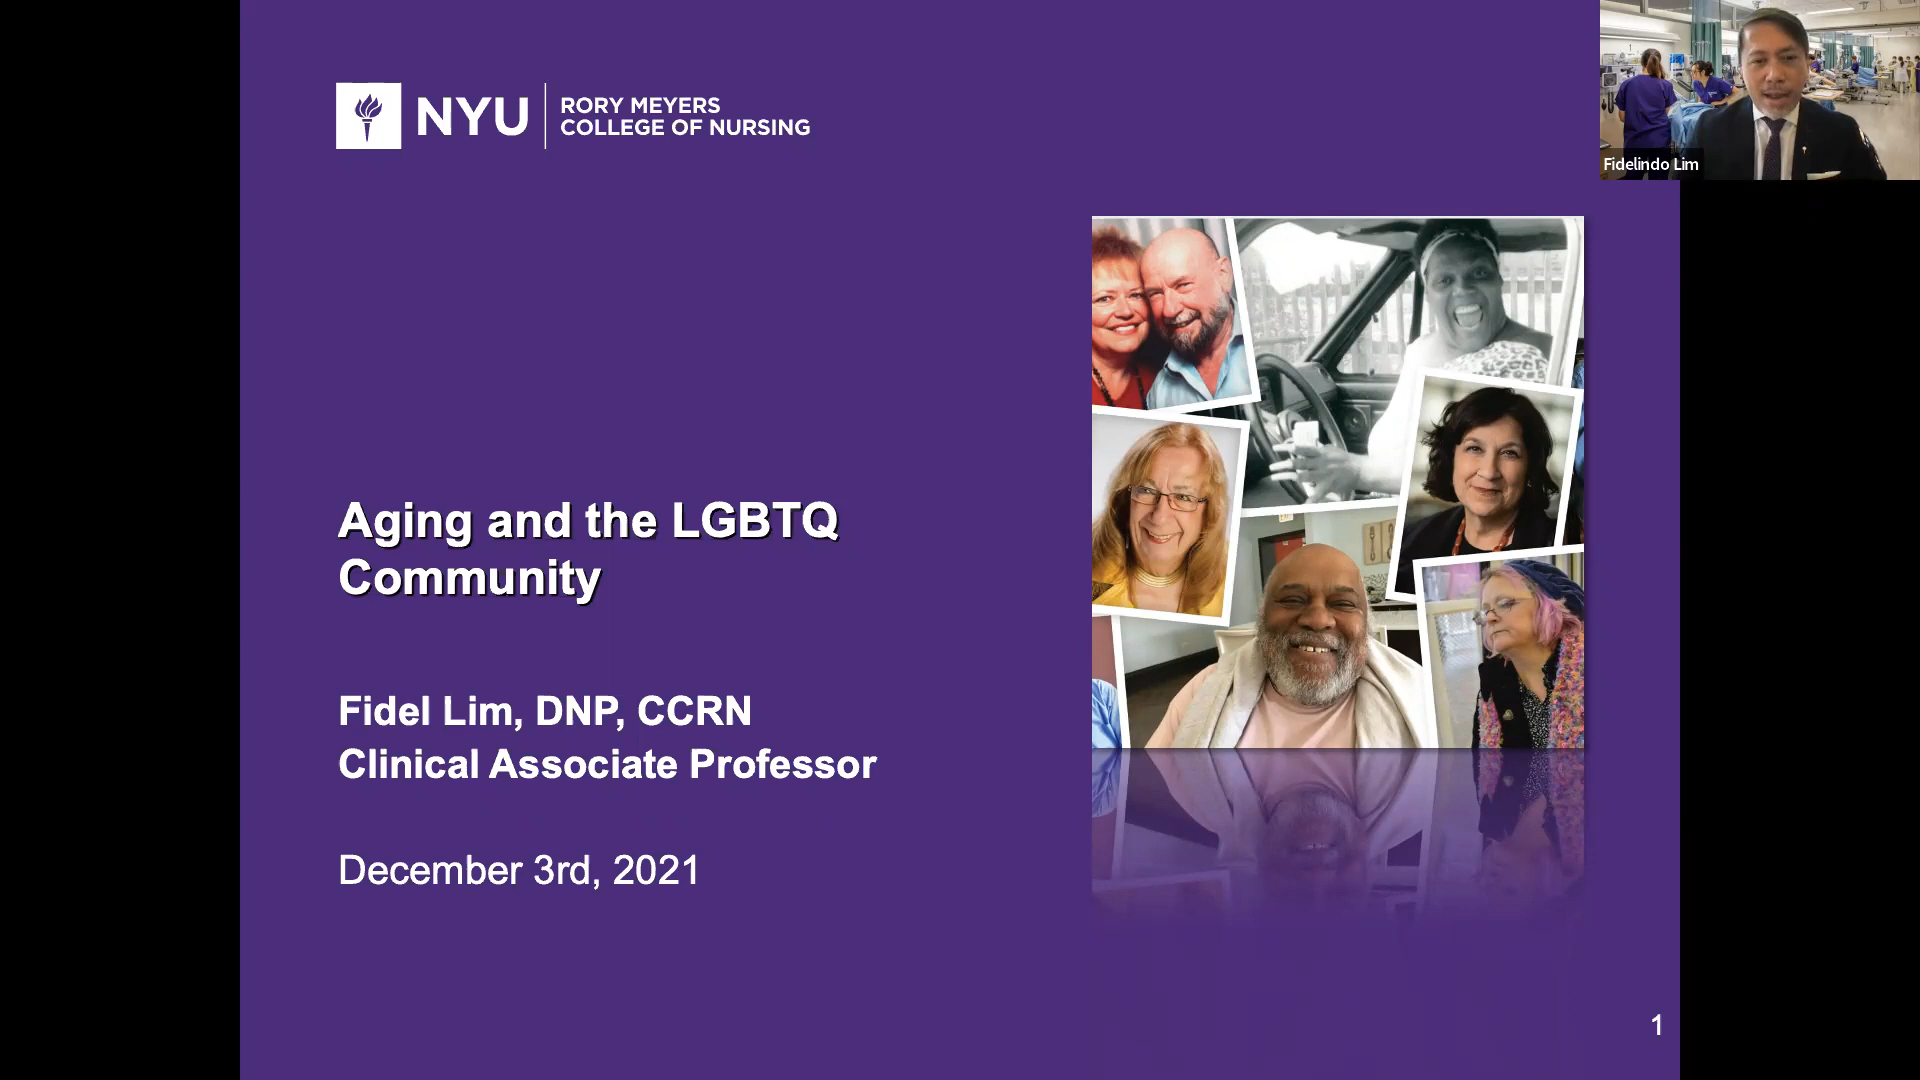 NYU
RORY MEYERS
COLLEGE OF NURSING
Fidelindo Lim
Aging and the LGBTQ
Community
Fidel Lim, DNP, CCRN
Clinical Associate Professor
December 3rd, 2021
1